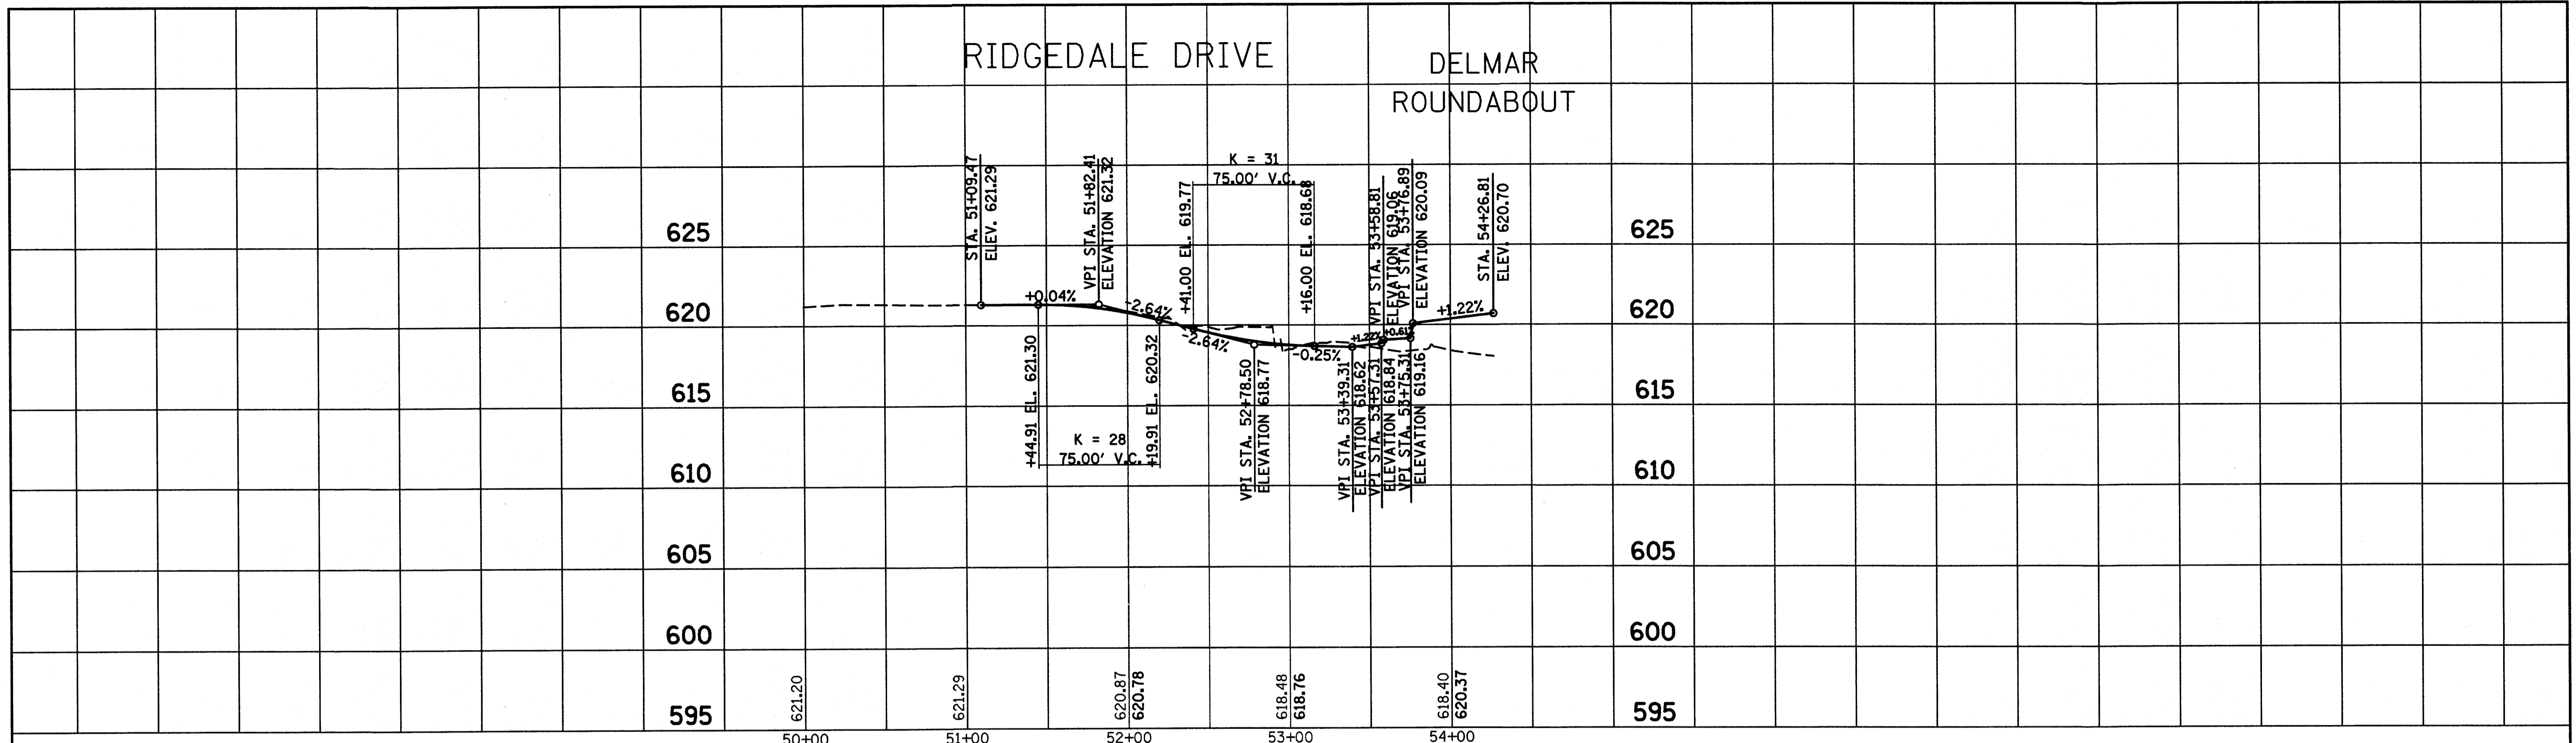 RIDGEDALE DRIVE
DELMAR
ROUNDABOUT
STA. 51+09.47
ELEV. 621.29
VPI STA. 51+82.41
ELEVATION 621.32
+41.00 EL. 619.77
K = 31
75.00' V.C.
+16.00 EL. 618.68
VPI STA. 53+58.81
ELEVATION 619.06
VPI STA. 53+76.89
ELEVATION 620.09
STA. 54+26.81
ELEV. 620.70
625
625
620
620
+0.04%
-2.64%
-2.64%
-0.25%
+1.22%
+0.61%
+1.22%
+44.91 EL. 621.30
K = 28
75.00' V.C.
+19.91 EL. 620.32
VPI STA. 52+78.50
ELEVATION 618.77
VPI STA. 53+39.31
ELEVATION 618.62
VPI STA. 53+57.31
ELEVATION 618.84
VPI STA. 53+75.31
ELEVATION 619.16
615
615
610
610
605
605
600
600
595
595
621.20
621.29
620.87
620.78
618.48
618.76
618.40
620.37
50+00
51+00
52+00
53+00
54+00